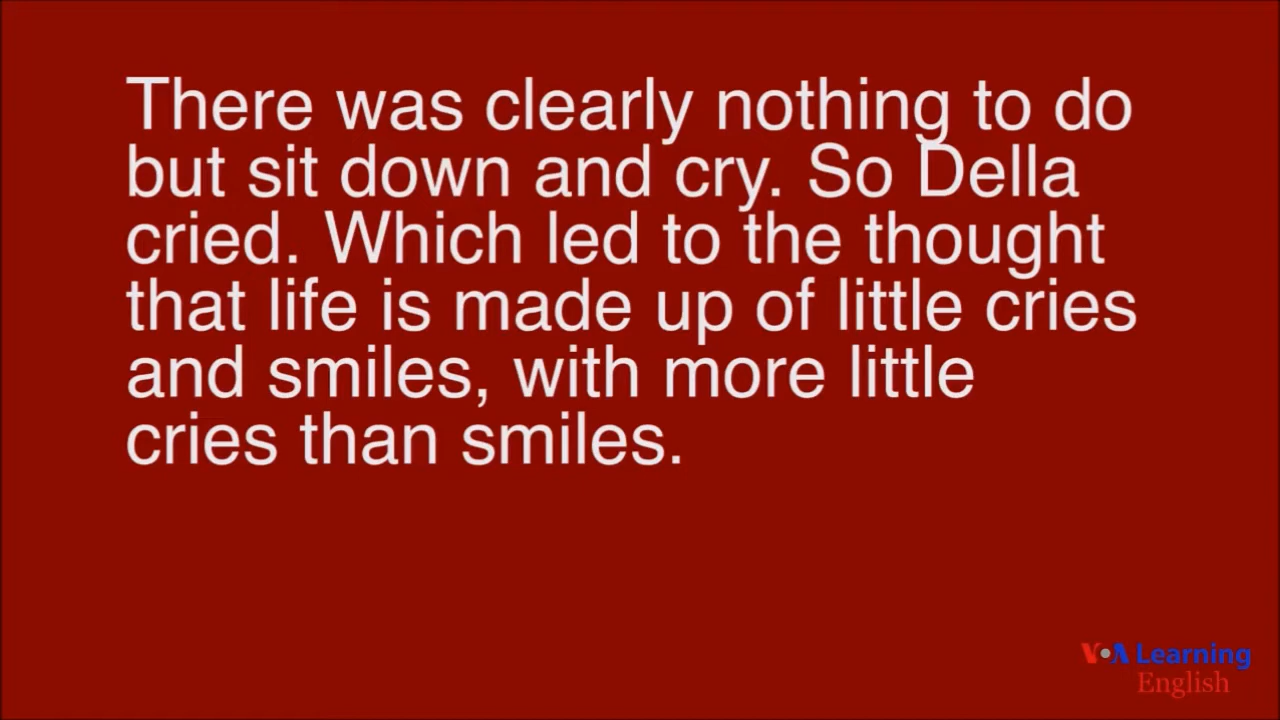 There was clearly nothing to do
but sit down and cry. So Della
cried. Which led to the thought
that life is made up of little cries
and smiles, with more little
cries than smiles.
VOA Learning
English